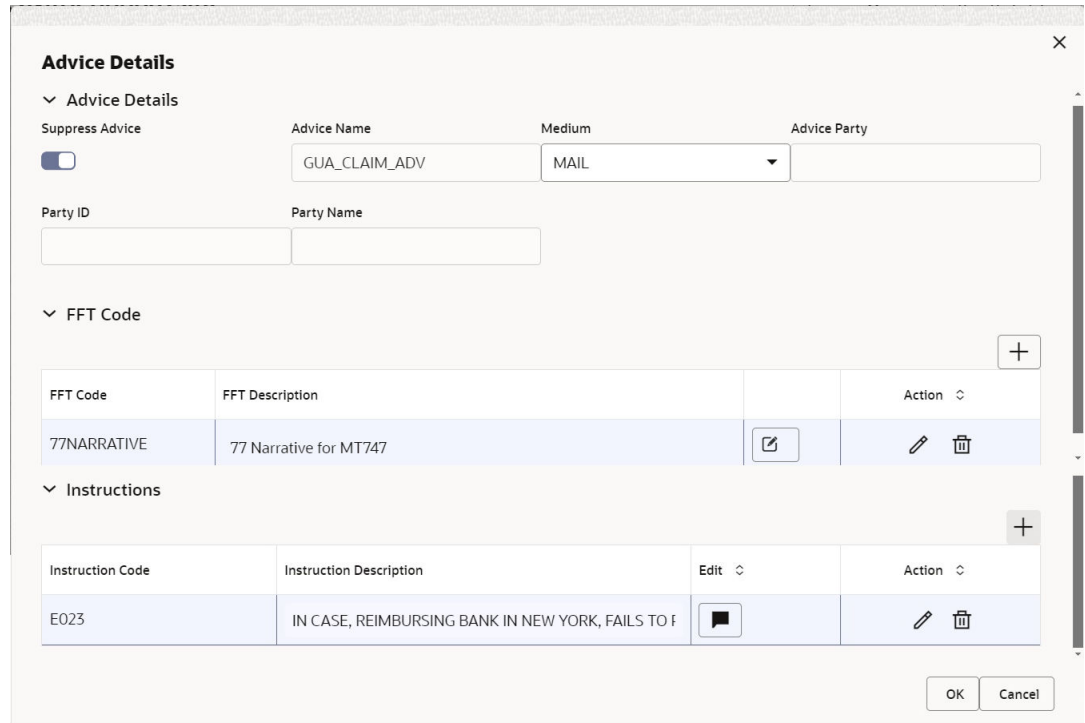 Advice Details
Advice Details
Suppress Advice Advice Name Medium Advice Party
GUA_CLAIM_ADV MAIL
Party ID Party Name
FFT Code
FFT Code FFT Description Action
77NARRATIVE 77 Narrative for MT747
Instructions
Instruction Code Instruction Description Edit Action
E023 IN CASE, REIMBURSING BANK IN NEW YORK, FAILS TO
OK Cancel